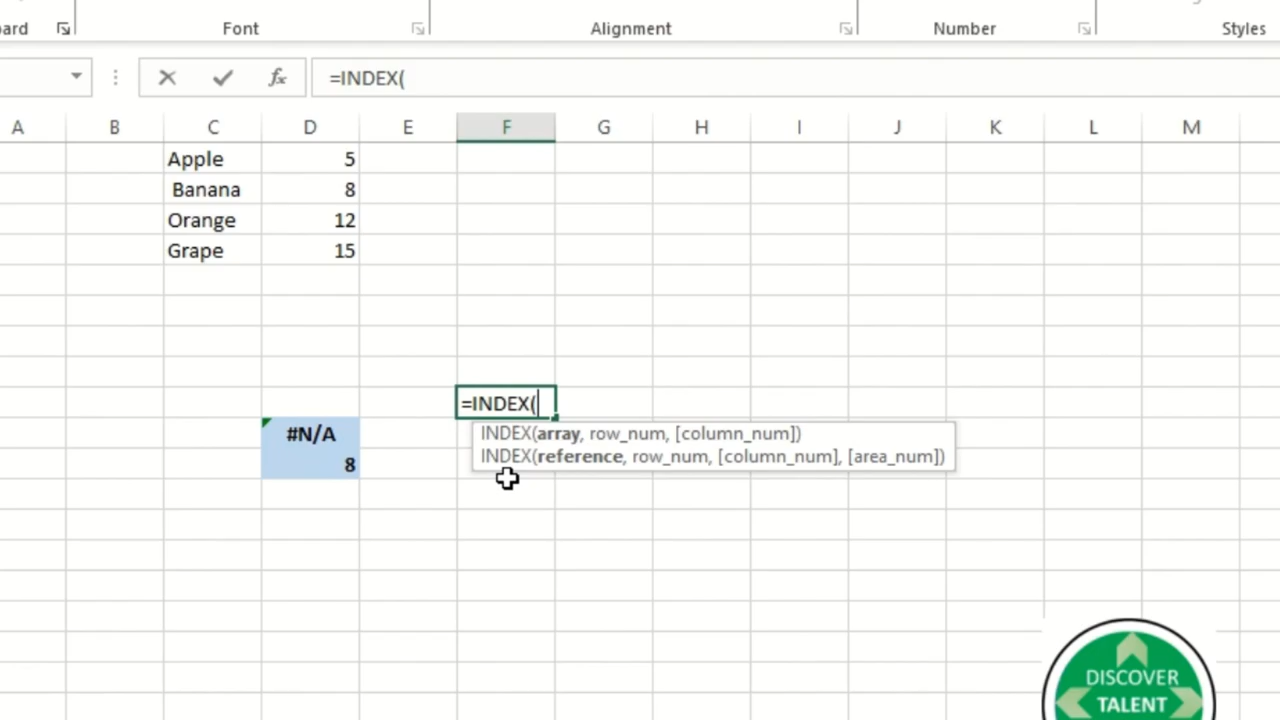 ard Font Alignment Number Styles
=INDEX(
A B C D E F G H I J K L M
Apple 5
Banana 8
Orange 12
Grape 15
=INDEX(
#N/A INDEX(array, row_num, [column_num])
8 INDEX(reference, row_num, [column_num], [area_num])
DISCOVER
TALENT